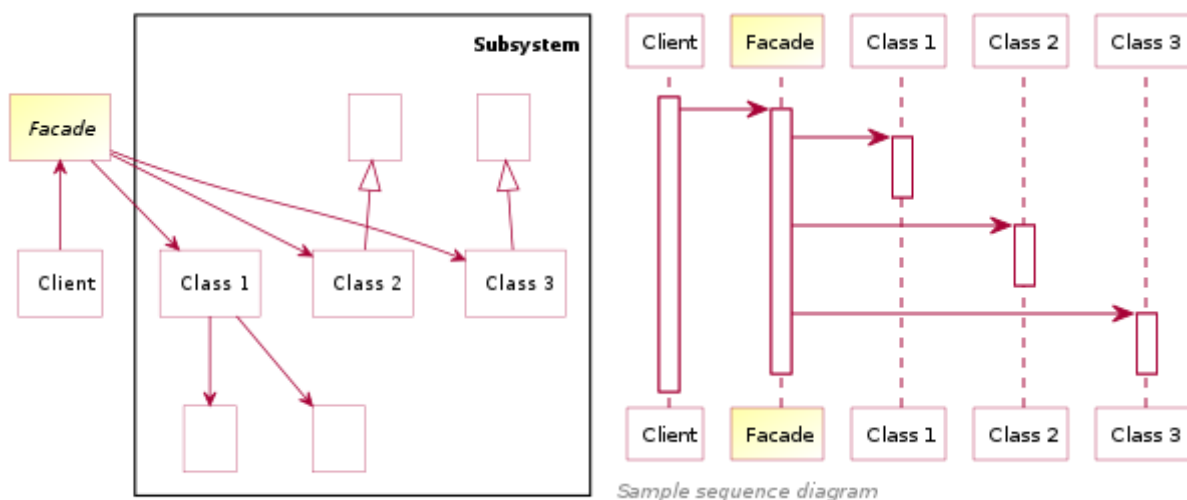 Subsystem
Facade
Client
Class 1
Class 2
Class 3
Client
Facade
Class 1
Class 2
Class 3
Client
Facade
Class 1
Class 2
Class 3
Sample sequence diagram